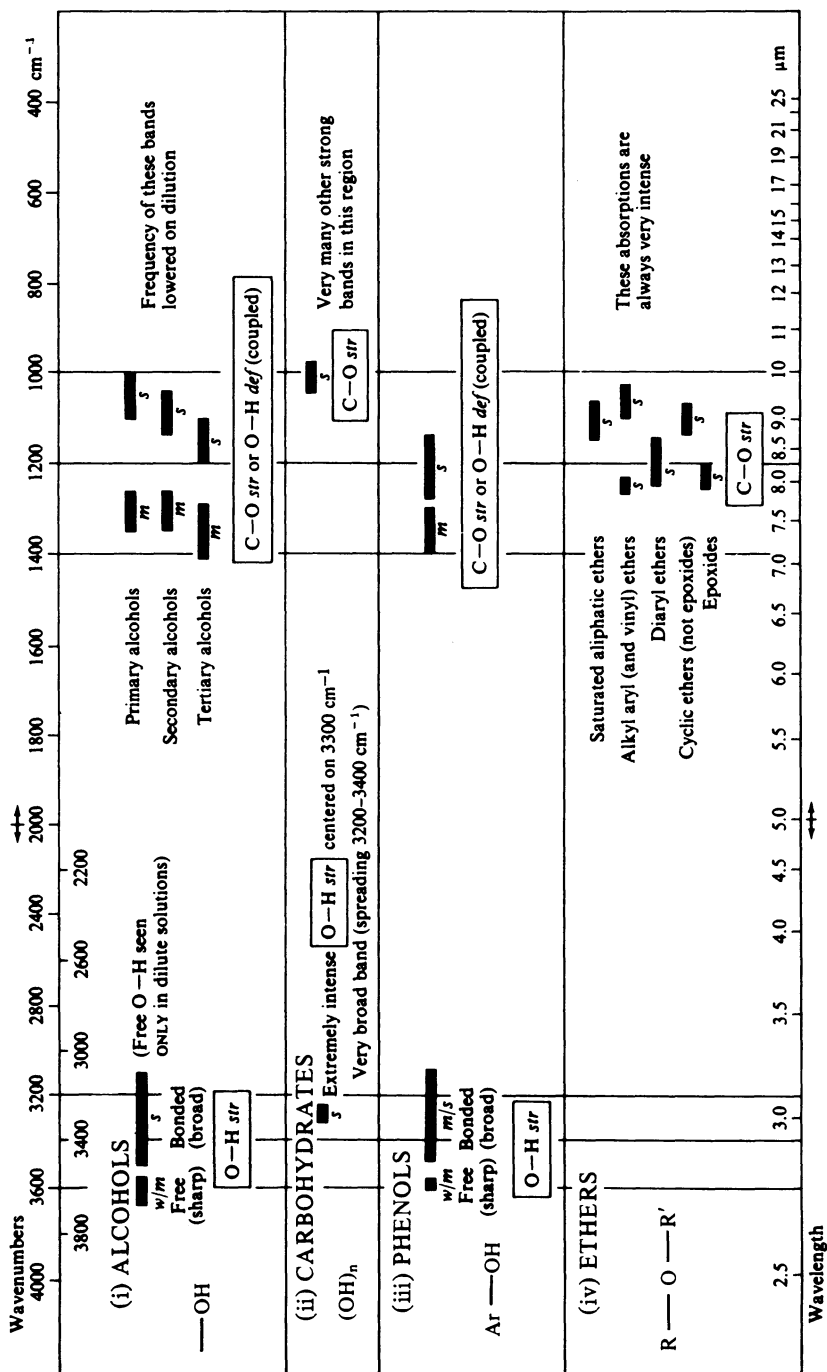 Wavenumbers
4000 3600 3200 2800 2400 2000 1800 1600 1400 1200 1000 800 600 400 cm⁻¹
3800 3400 3000 2600 2200
(i) ALCOHOLS
—OH
w/m
Free
(sharp)
s
Bonded
(broad)
O—H str
(Free O—H seen
ONLY in dilute solutions)
Primary alcohols
Secondary alcohols
Tertiary alcohols
m s
m s
m s
C—O str or O—H def (coupled)
Frequency of these bands
lowered on dilution
(ii) CARBOHYDRATES
(OH)n
s
Extremely intense O—H str centered on 3300 cm⁻¹
Very broad band (spreading 3200–3400 cm⁻¹)
s
C—O str
Very many other strong
bands in this region
(iii) PHENOLS
Ar—OH
w/m
Free
(sharp)
m/s
Bonded
(broad)
O—H str
m s
C—O str or O—H def (coupled)
(iv) ETHERS
R—O—R'
Saturated aliphatic ethers
Alkyl aryl (and vinyl) ethers
Diaryl ethers
Cyclic ethers (not epoxides)
Epoxides
s
s s
s
s
s
C—O str
These absorptions are
always very intense
2.5 3.0 3.5 4.0 4.5 5.0 5.5 6.0 6.5 7.0 7.5 8.0 8.5 9.0 10 11 12 13 14 15 17 19 21 25 μm
Wavelength